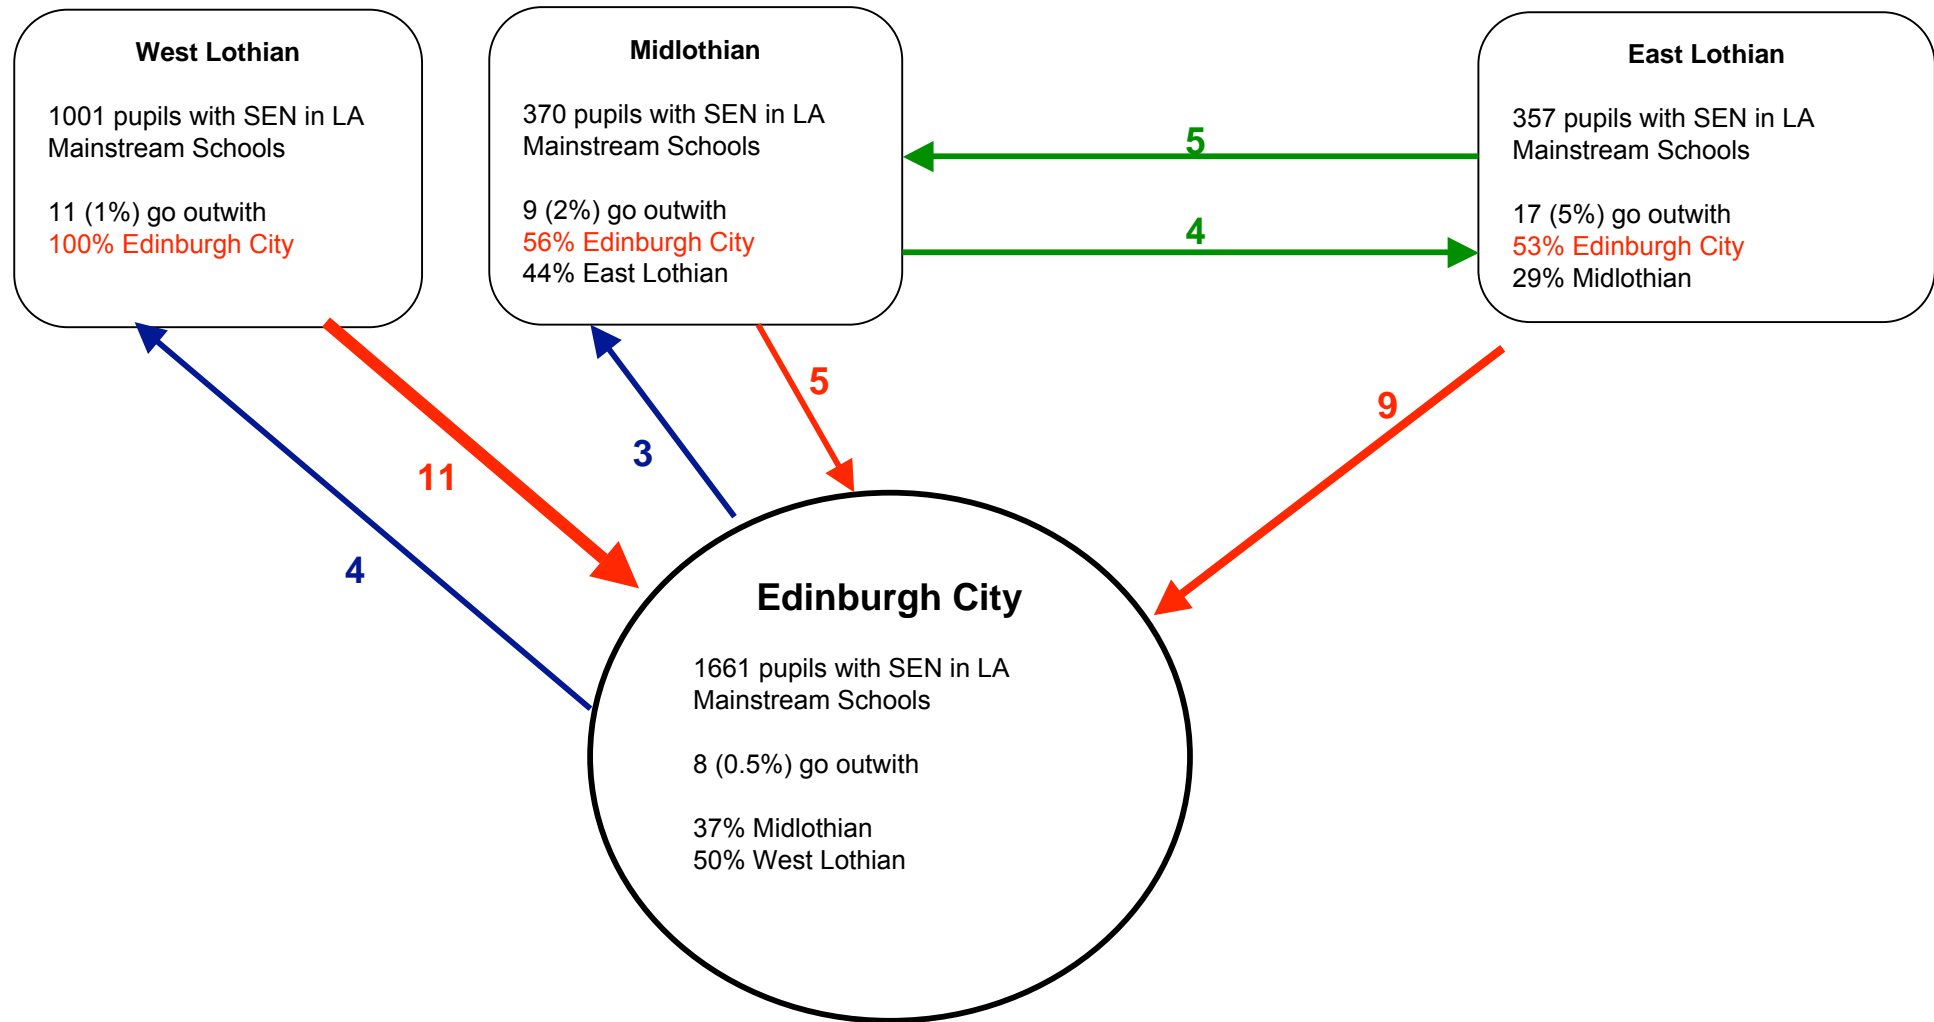 West Lothian
1001 pupils with SEN in LA
Mainstream Schools
11 (1%) go outwith
100% Edinburgh City
Midlothian
370 pupils with SEN in LA
Mainstream Schools
9 (2%) go outwith
56% Edinburgh City
44% East Lothian
East Lothian
357 pupils with SEN in LA
Mainstream Schools
17 (5%) go outwith
53% Edinburgh City
29% Midlothian
5
4
5
9
3
11
4
Edinburgh City
1661 pupils with SEN in LA
Mainstream Schools
8 (0.5%) go outwith
37% Midlothian
50% West Lothian